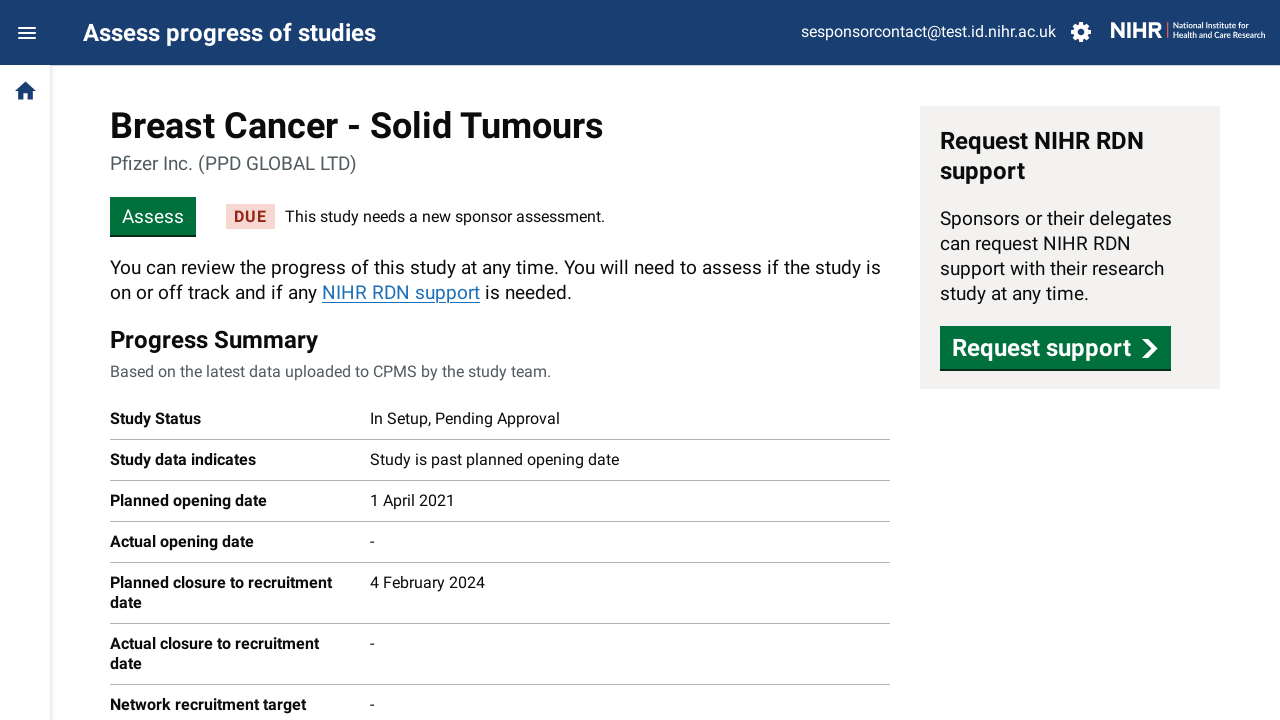 Assess progress of studies
sesponsorcontact@test.id.nihr.ac.uk
NIHR
National Institute for
Health and Care Research
Breast Cancer - Solid Tumours
Pfizer Inc. (PPD GLOBAL LTD)
Assess
DUE
This study needs a new sponsor assessment.
You can review the progress of this study at any time. You will need to assess if the study is
on or off track and if any NIHR RDN support is needed.
Progress Summary
Based on the latest data uploaded to CPMS by the study team.
Study Status
In Setup, Pending Approval
Study data indicates
Study is past planned opening date
Planned opening date
1 April 2021
Actual opening date
-
Planned closure to recruitment
date
4 February 2024
Actual closure to recruitment
date
-
Network recruitment target
-
Request NIHR RDN
support
Sponsors or their delegates
can request NIHR RDN
support with their research
study at any time.
Request support